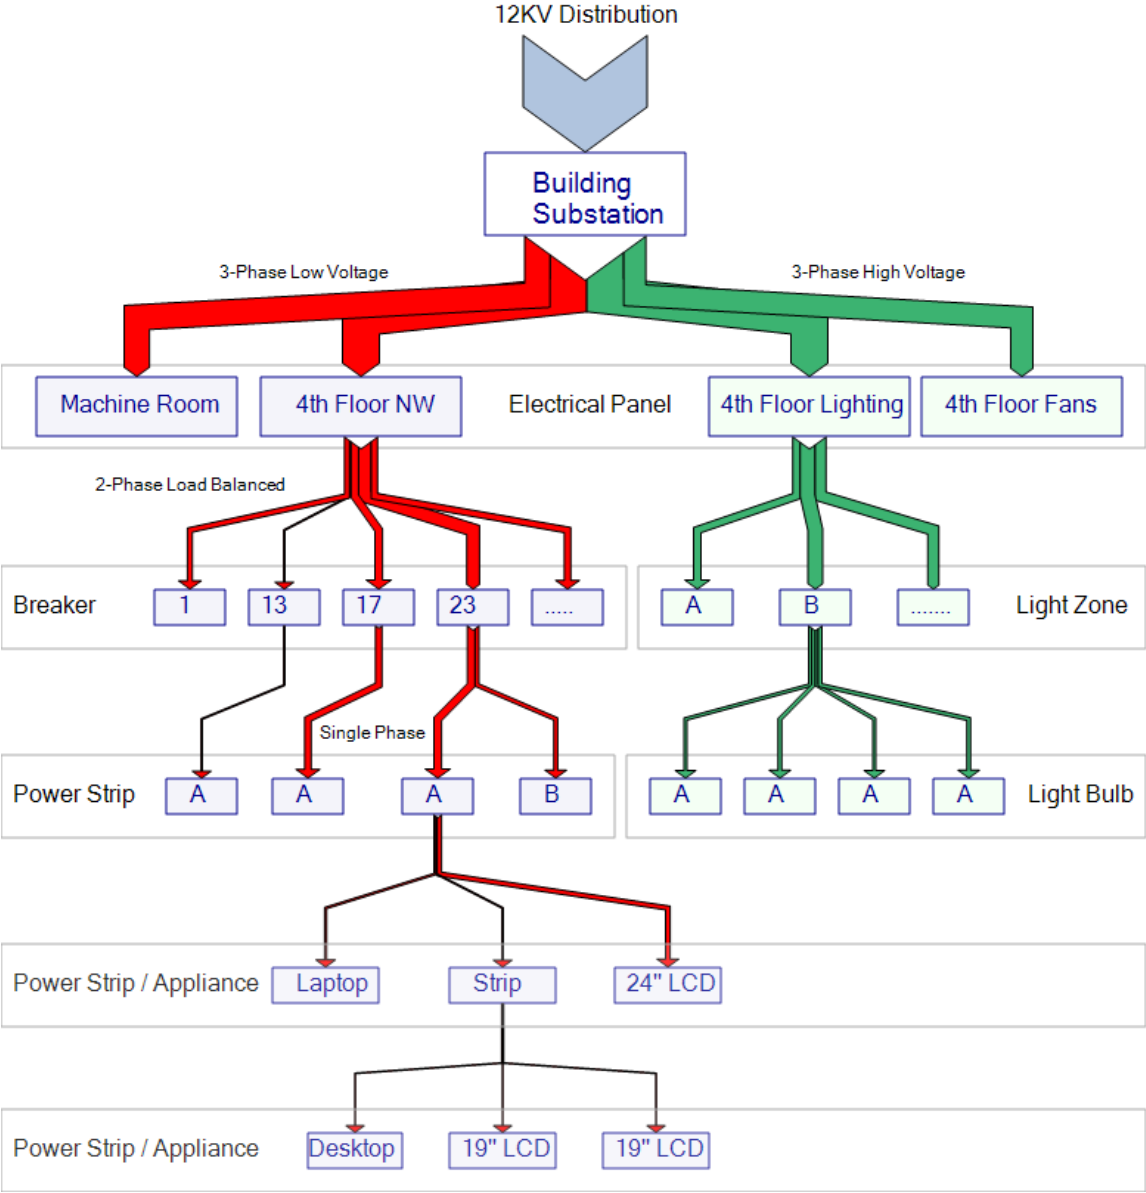 12KV Distribution
Building
Substation
3-Phase Low Voltage
3-Phase High Voltage
Machine Room
4th Floor NW
Electrical Panel
4th Floor Lighting
4th Floor Fans
2-Phase Load Balanced
Breaker
1
13
17
23
.....
A
B
.......
Light Zone
Single Phase
Power Strip
A
A
A
B
A
A
A
A
Light Bulb
Power Strip / Appliance
Laptop
Strip
24" LCD
Power Strip / Appliance
Desktop
19" LCD
19" LCD